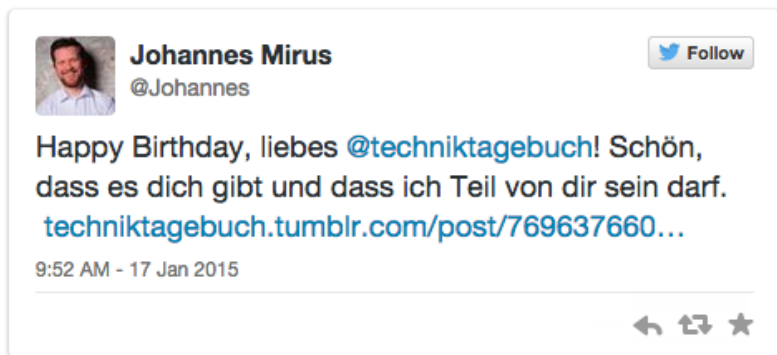 Johannes Mirus
@Johannes
Follow
Happy Birthday, liebes @techniktagebuch! Schön,
dass es dich gibt und dass ich Teil von dir sein darf.
techniktagebuch.tumblr.com/post/769637660…
9:52 AM - 17 Jan 2015